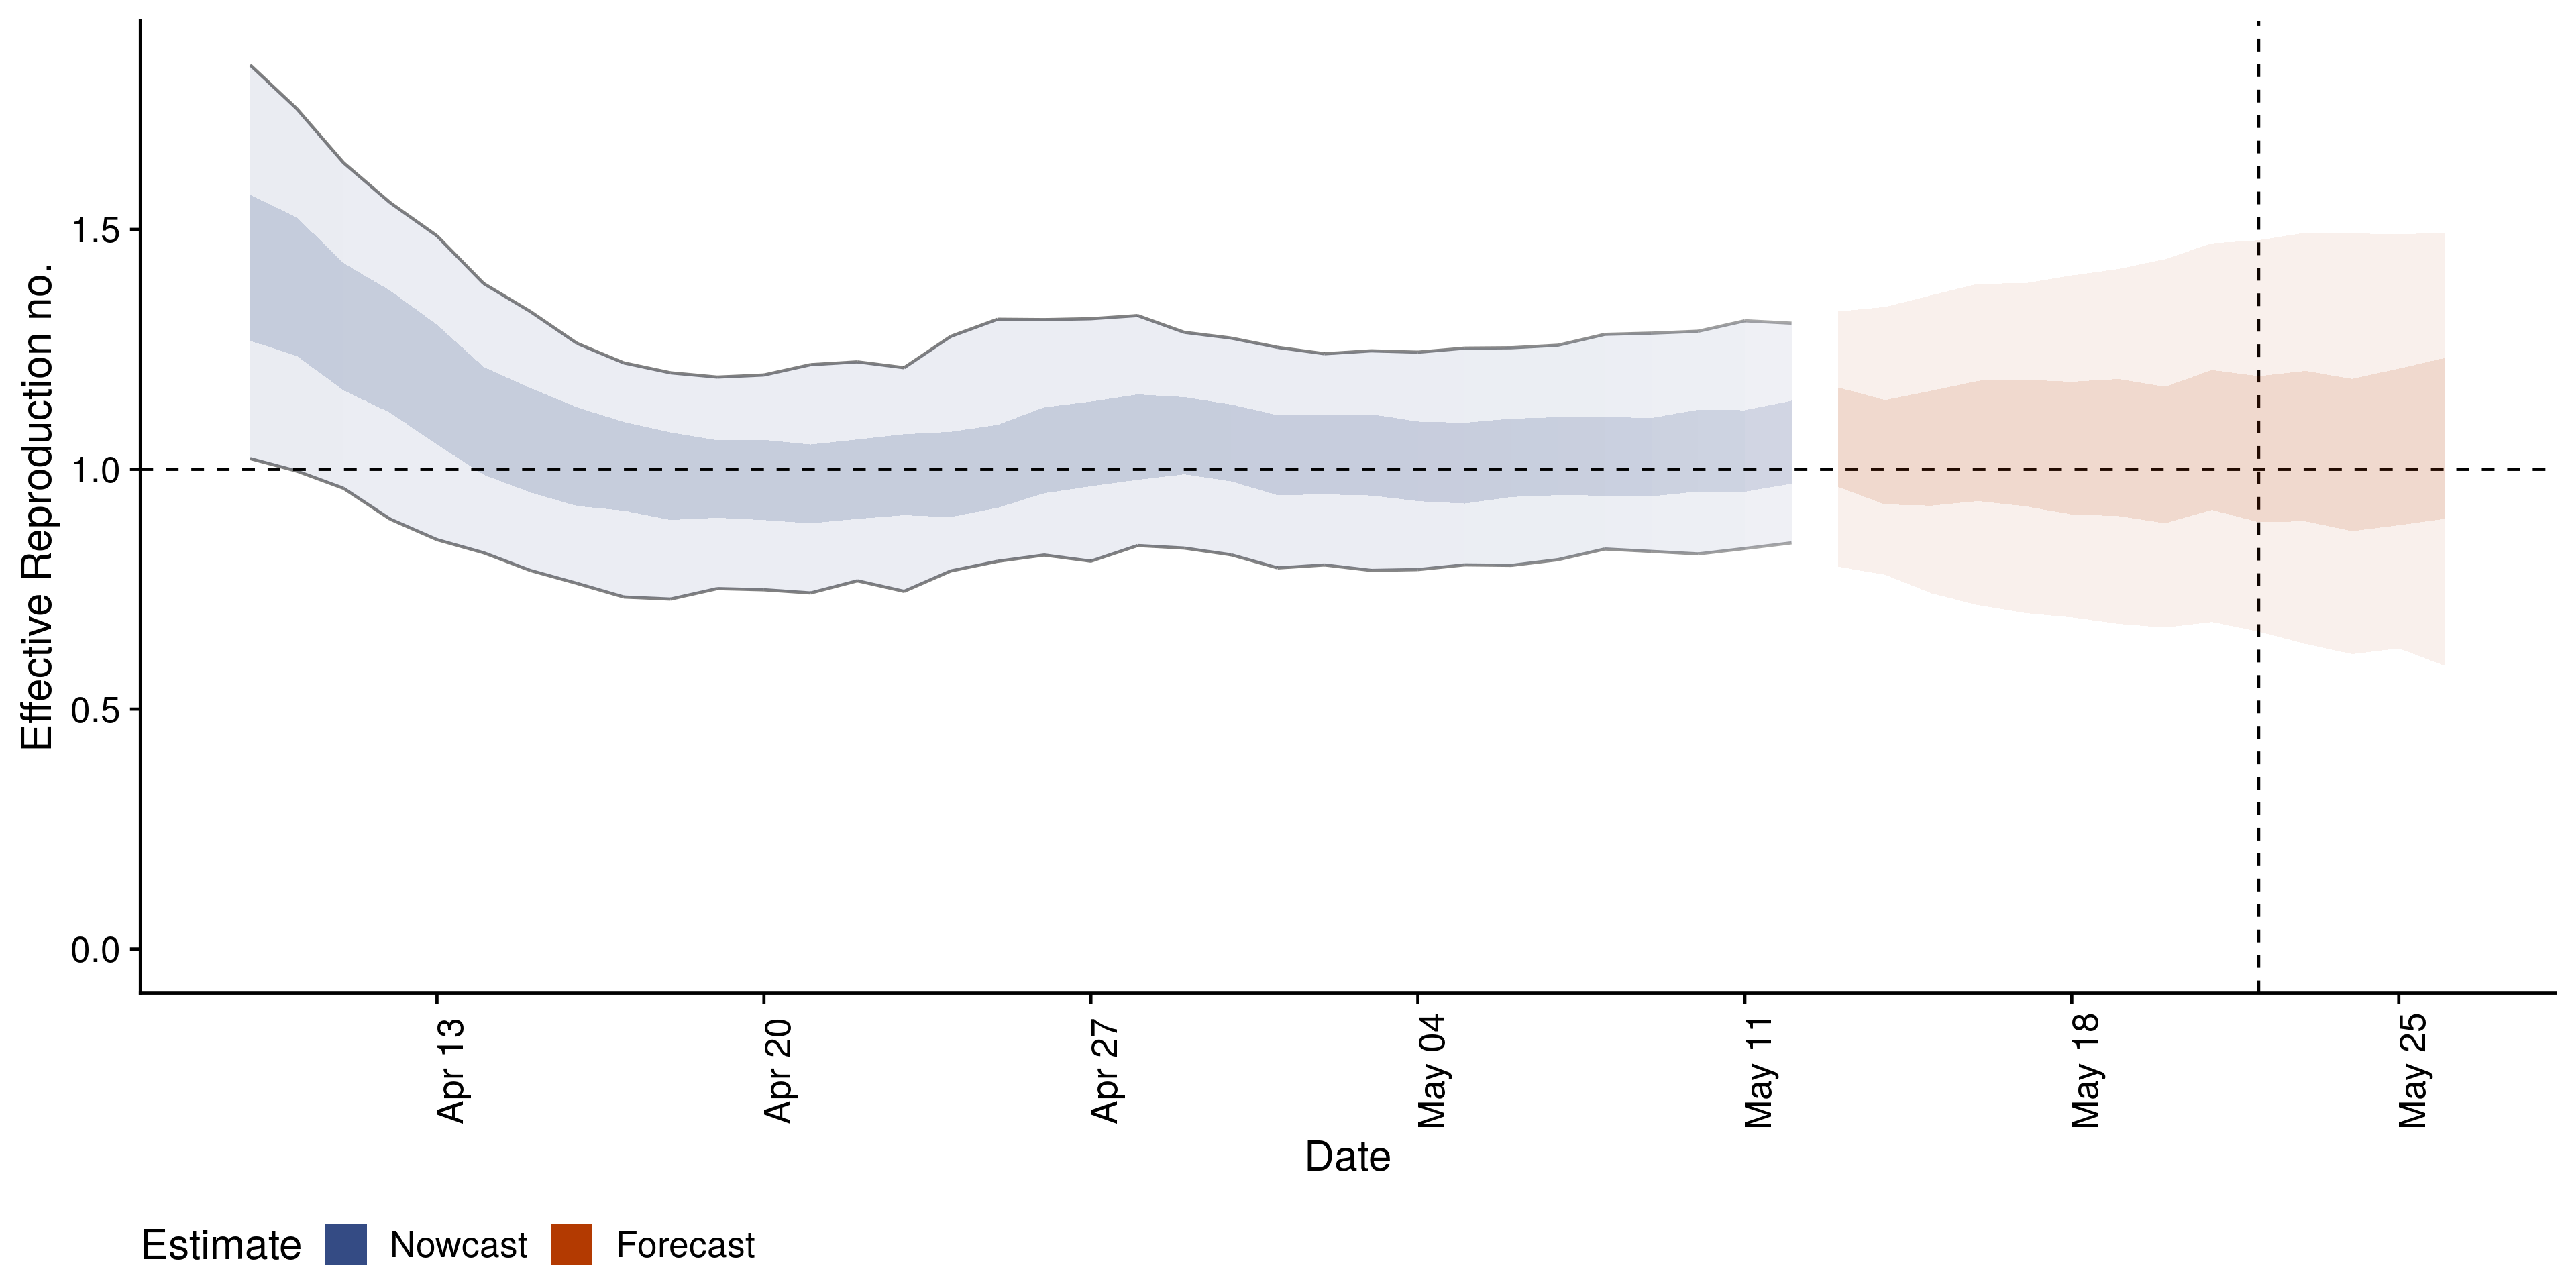 Effective Reproduction no.
1.5
1.0
0.5
0.0
Apr 13
Apr 20
Apr 27
May 04
May 11
May 18
May 25
Date
Estimate Nowcast Forecast